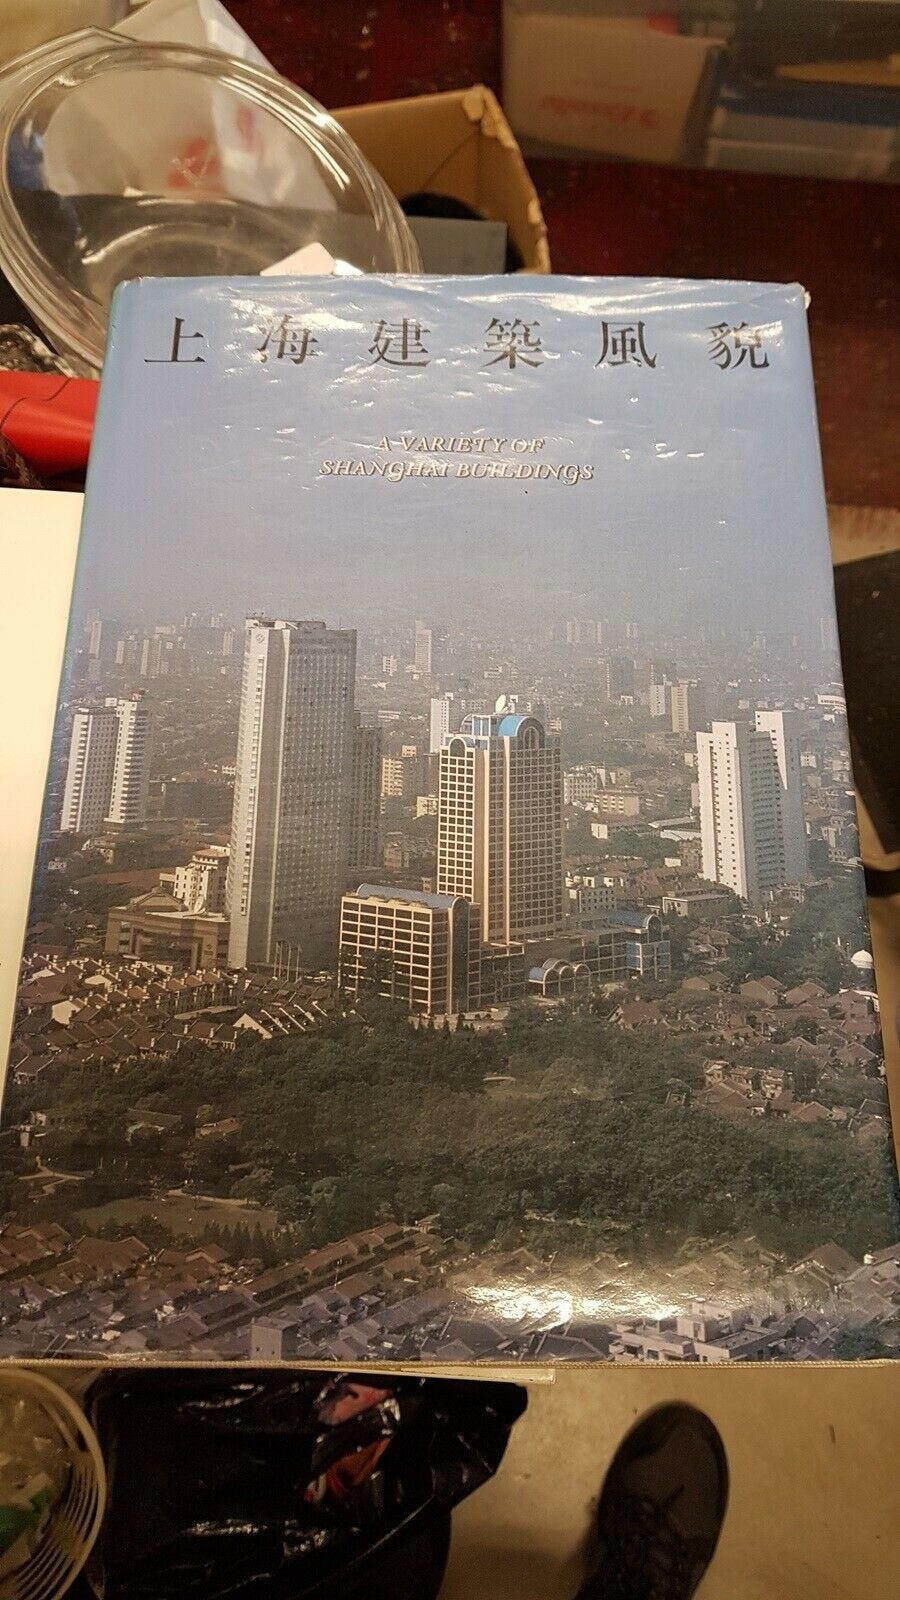 上海建築風貌
A VARIETY OF
SHANGHAI BUILDINGS